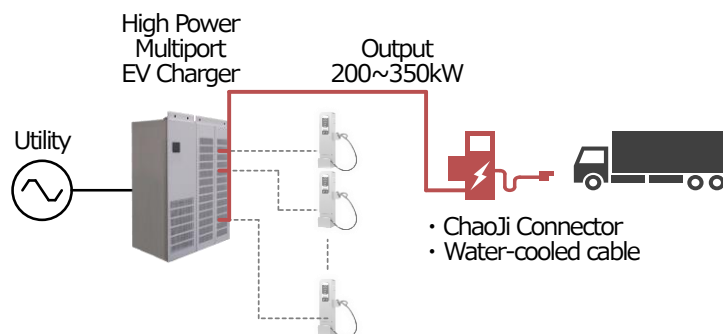 High Power
Multiport
EV Charger
Output
200~350kW
Utility
・ChaoJi Connector
・Water-cooled cable